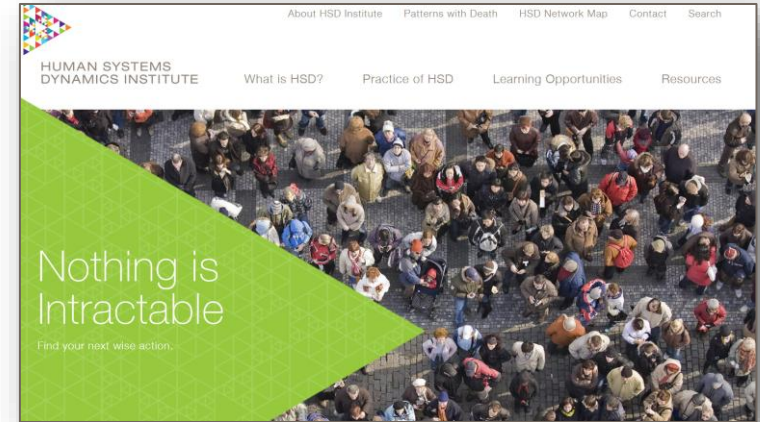 About HSD Institute Patterns with Death HSD Network Map Contact Search
HUMAN SYSTEMS
DYNAMICS INSTITUTE
What is HSD? Practice of HSD Learning Opportunities Resources
Nothing is
Intractable
Find your next wise action.